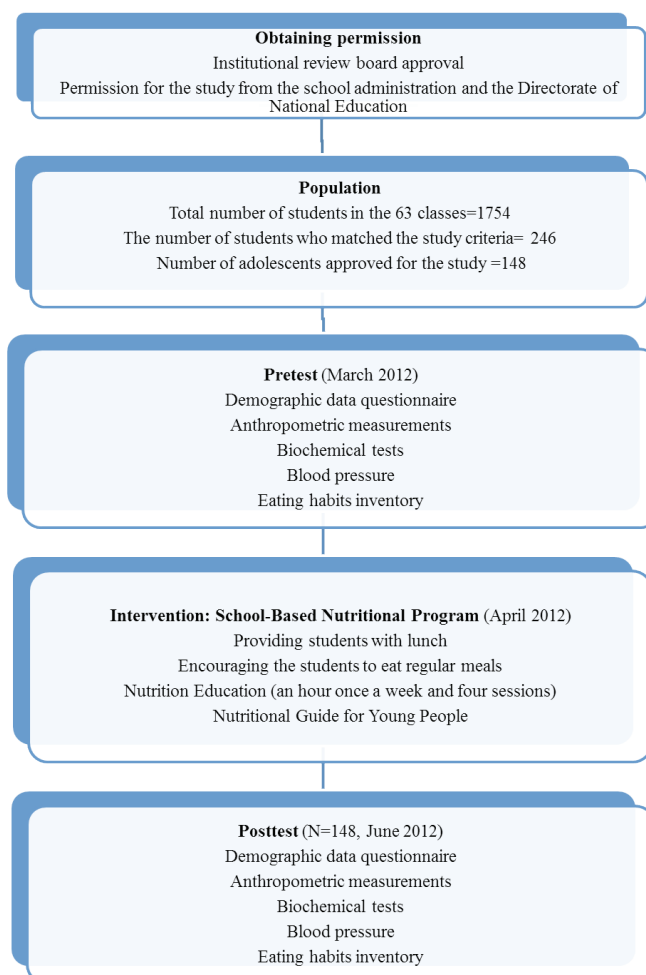 Obtaining permission
Institutional review board approval
Permission for the study from the school administration and the Directorate of
National Education
Population
Total number of students in the 63 classes=1754
The number of students who matched the study criteria= 246
Number of adolescents approved for the study =148
Pretest (March 2012)
Demographic data questionnaire
Anthropometric measurements
Biochemical tests
Blood pressure
Eating habits inventory
Intervention: School-Based Nutritional Program (April 2012)
Providing students with lunch
Encouraging the students to eat regular meals
Nutrition Education (an hour once a week and four sessions)
Nutritional Guide for Young People
Posttest (N=148, June 2012)
Demographic data questionnaire
Anthropometric measurements
Biochemical tests
Blood pressure
Eating habits inventory